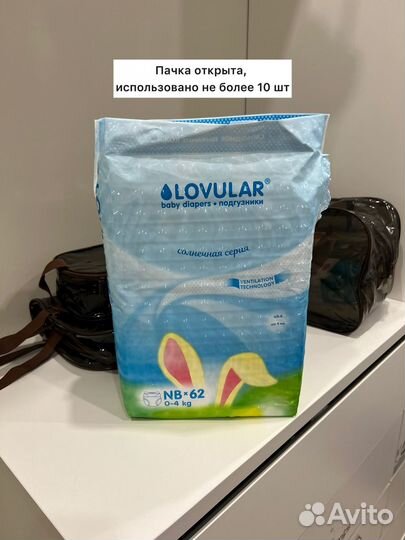 Пачка открыта,
использовано не более 10 шт
LOVULAR®
baby diapers • подгузники
солнечная серия
VENTILATION
TECHNOLOGY
NB×62
0-4 kg
Avito